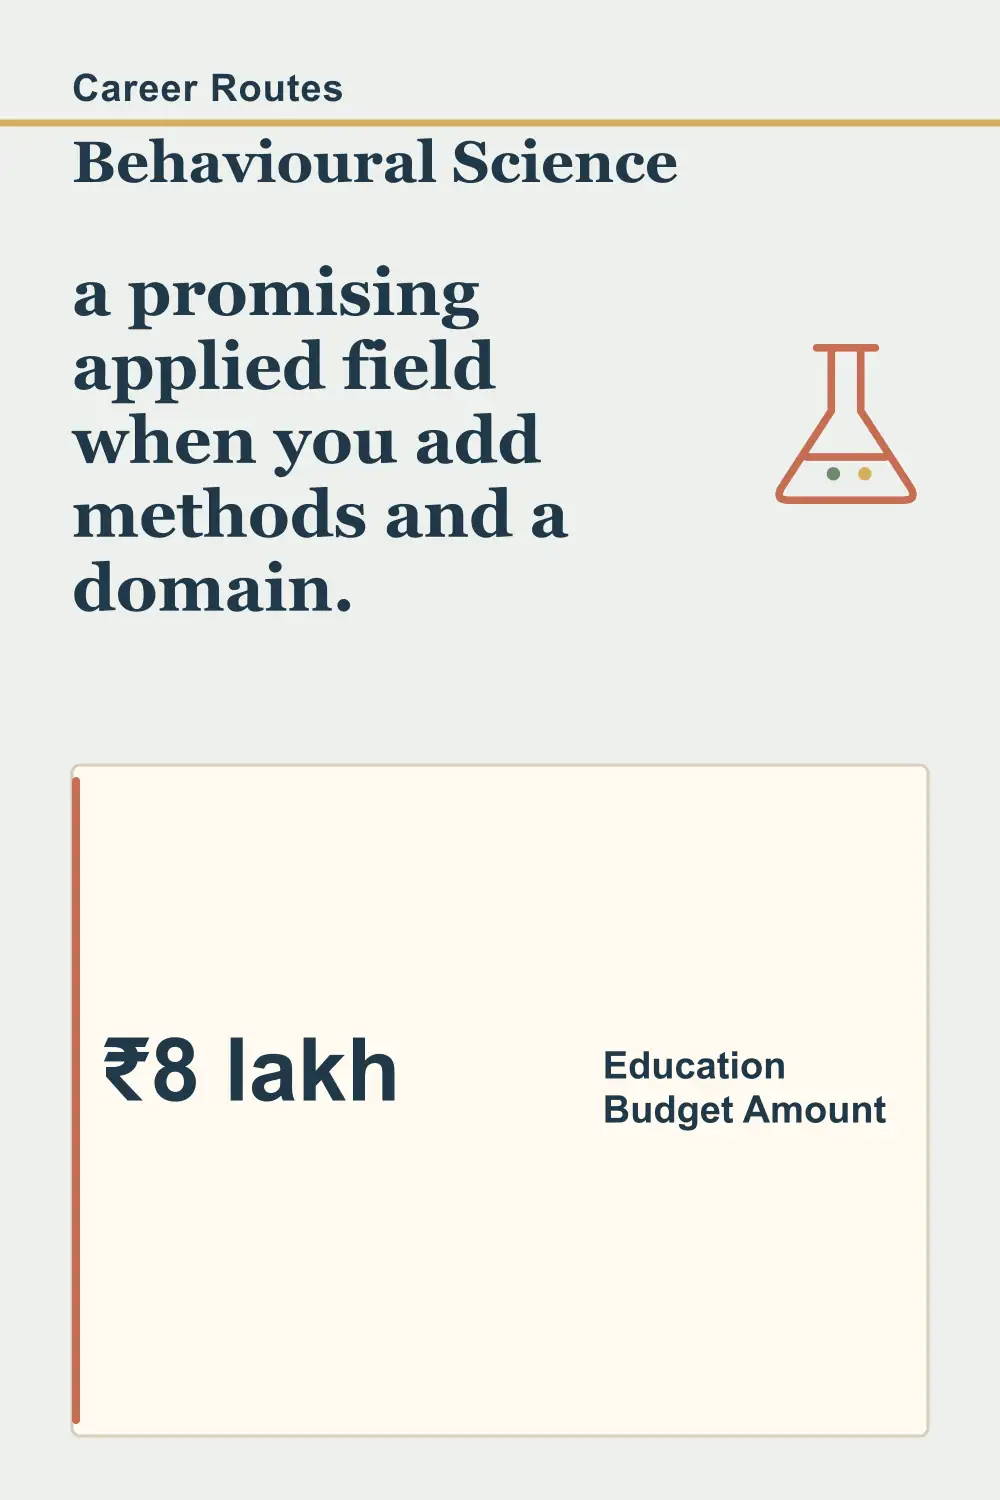 Career Routes
Behavioural Science
a promising
applied field
when you add
methods and a
domain.
₹8 lakh
Education
Budget Amount